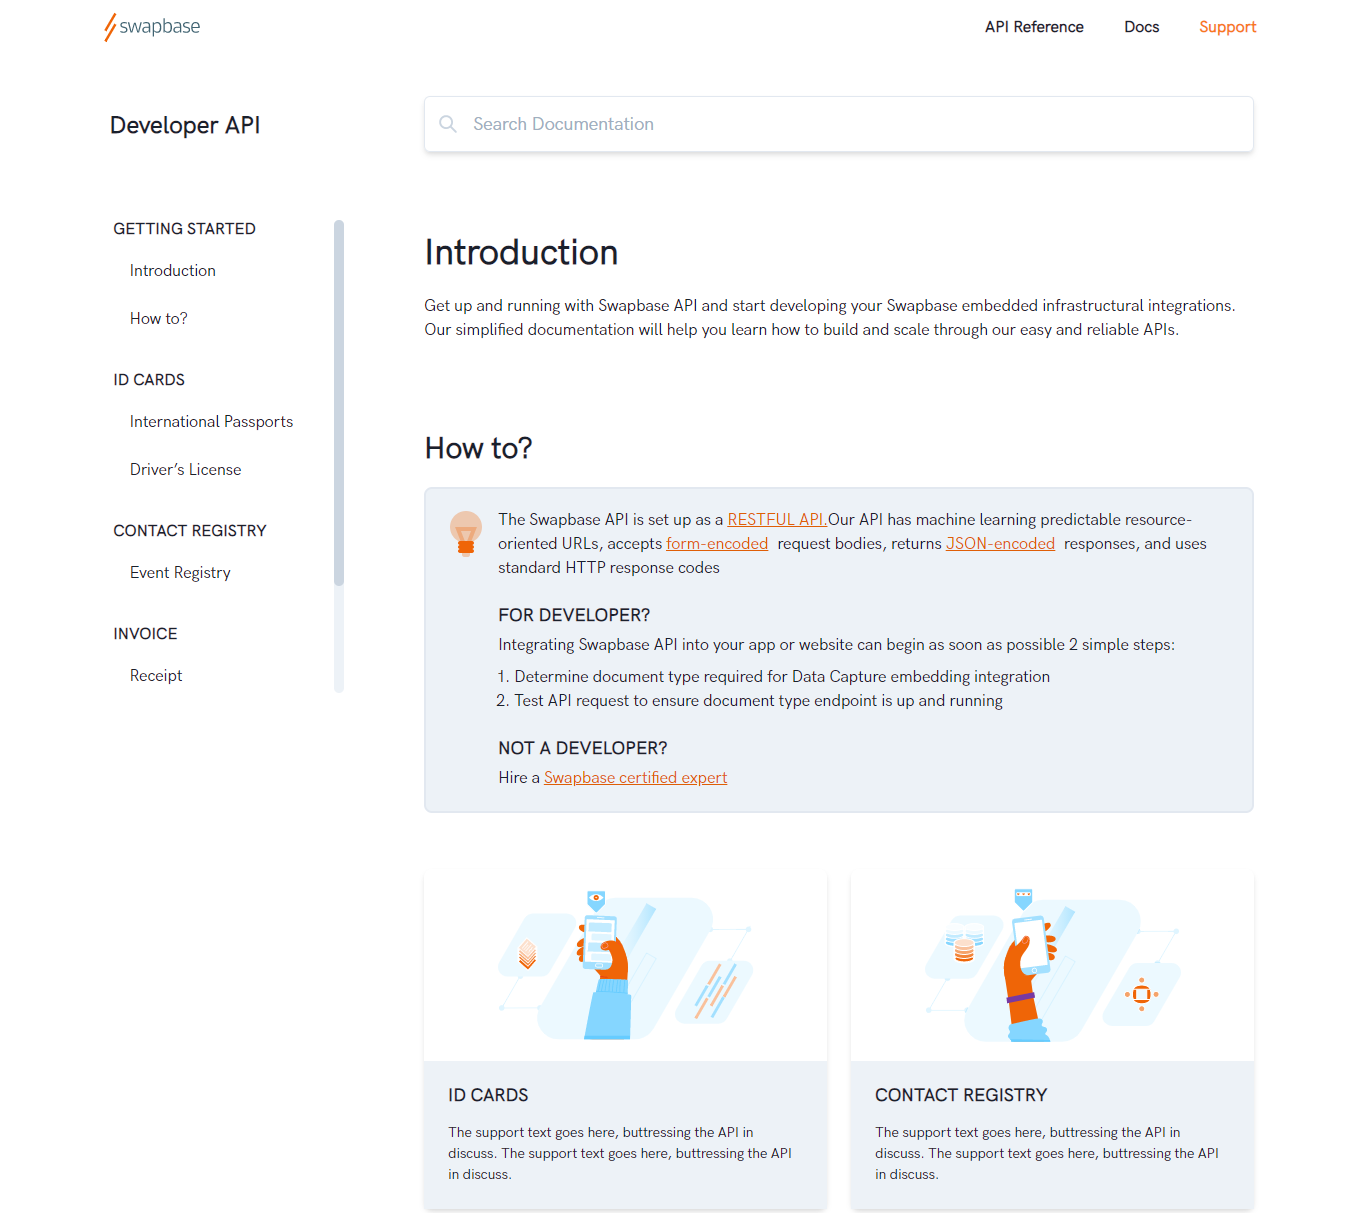 swapbase
API Reference
Docs
Support
Developer API
Search Documentation
GETTING STARTED
Introduction
How to?
ID CARDS
International Passports
Driver’s License
CONTACT REGISTRY
Event Registry
INVOICE
Receipt
Introduction
Get up and running with Swapbase API and start developing your Swapbase embedded infrastructural integrations.
Our simplified documentation will help you learn how to build and scale through our easy and reliable APIs.
How to?
The Swapbase API is set up as a RESTFUL API.Our API has machine learning predictable resource-
oriented URLs, accepts form-encoded request bodies, returns JSON-encoded responses, and uses
standard HTTP response codes
FOR DEVELOPER?
Integrating Swapbase API into your app or website can begin as soon as possible 2 simple steps:
1. Determine document type required for Data Capture embedding integration
2. Test API request to ensure document type endpoint is up and running
NOT A DEVELOPER?
Hire a Swapbase certified expert
ID CARDS
The support text goes here, buttressing the API in
discuss. The support text goes here, buttressing the API
in discuss.
CONTACT REGISTRY
The support text goes here, buttressing the API in
discuss. The support text goes here, buttressing the API
in discuss.